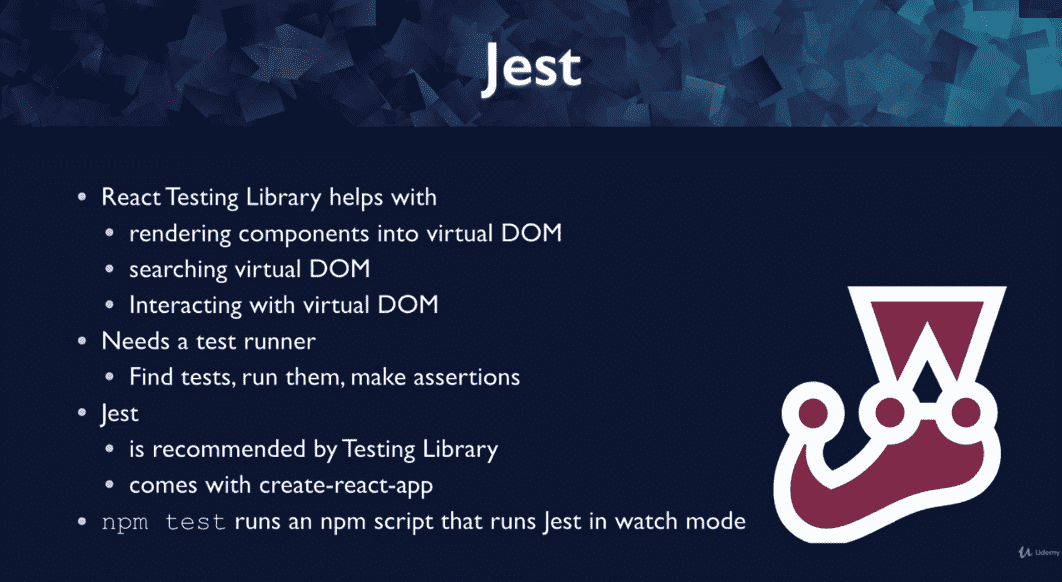 Jest
React Testing Library helps with
rendering components into virtual DOM
searching virtual DOM
Interacting with virtual DOM
Needs a test runner
Find tests, run them, make assertions
Jest
is recommended by Testing Library
comes with create-react-app
npm test runs an npm script that runs Jest in watch mode
Udemy